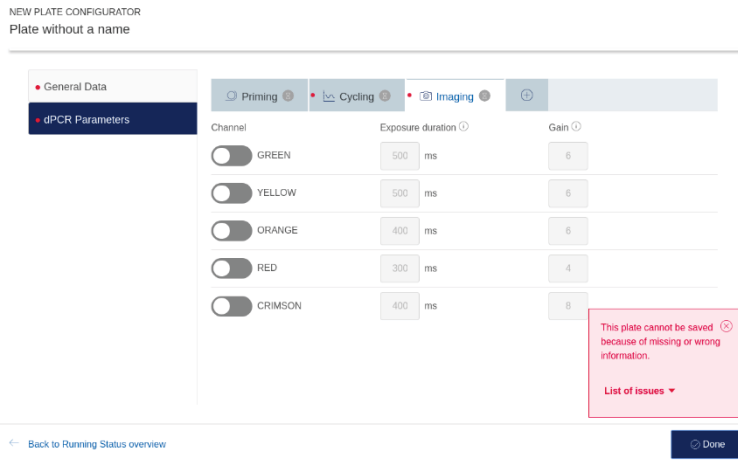 NEW PLATE CONFIGURATOR
Plate without a name
General Data
dPCR Parameters
Priming Cycling Imaging
Channel Exposure duration Gain
GREEN 500 ms 6
YELLOW 500 ms 6
ORANGE 400 ms 6
RED 300 ms 4
CRIMSON 400 ms 8
This plate cannot be saved
because of missing or wrong
information.
List of issues
Back to Running Status overview
Done